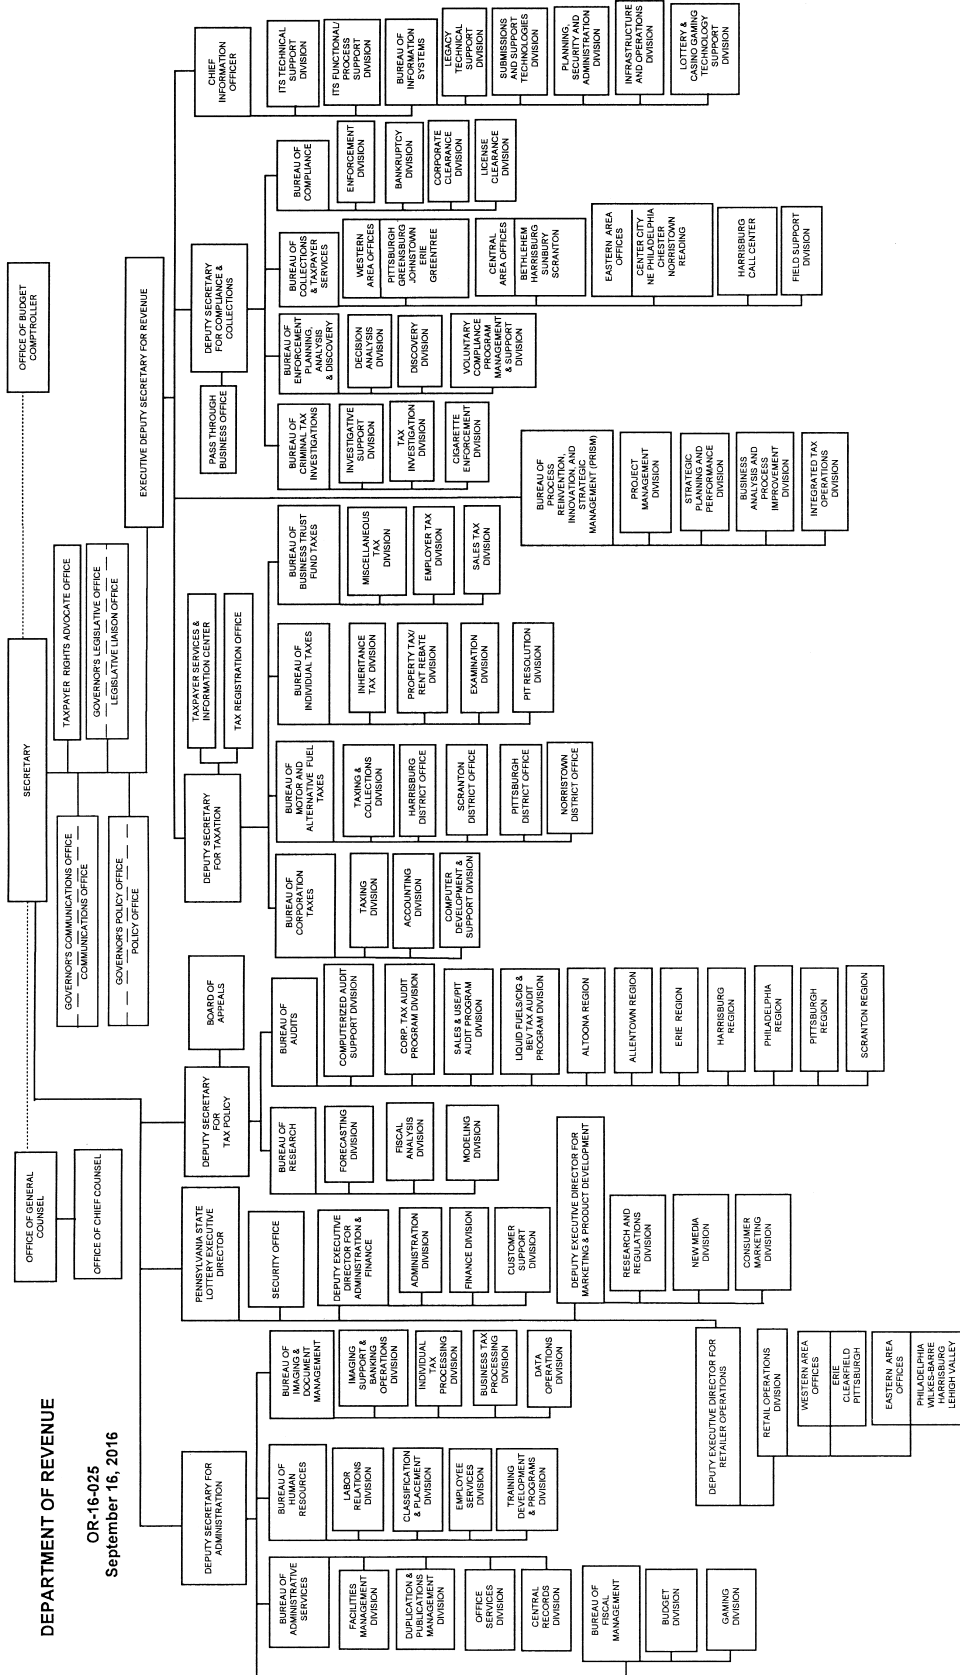 DEPARTMENT OF REVENUE
OR-16-025
September 16, 2016
OFFICE OF GENERAL
COUNSEL
OFFICE OF CHIEF COUNSEL
SECRETARY
OFFICE OF BUDGET
COMPTROLLER
GOVERNOR'S COMMUNICATIONS OFFICE
COMMUNICATIONS OFFICE
GOVERNOR'S POLICY OFFICE
POLICY OFFICE
TAXPAYER RIGHTS ADVOCATE OFFICE
GOVERNOR'S LEGISLATIVE OFFICE
LEGISLATIVE LIAISON OFFICE
EXECUTIVE DEPUTY SECRETARY FOR REVENUE
DEPUTY SECRETARY FOR
ADMINISTRATION
BUREAU OF
ADMINISTRATIVE
SERVICES
FACILITIES
MANAGEMENT
DIVISION
DUPLICATION &
PUBLICATIONS
MANAGEMENT
DIVISION
OFFICE
SERVICES
DIVISION
CENTRAL
RECORDS
DIVISION
BUREAU OF
FISCAL
MANAGEMENT
BUDGET
DIVISION
GAMING
DIVISION
BUREAU OF
HUMAN
RESOURCES
LABOR
RELATIONS
DIVISION
CLASSIFICATION
& PLACEMENT
DIVISION
EMPLOYEE
SERVICES
DIVISION
TRAINING
DEVELOPMENT
& PROGRAMS
DIVISION
BUREAU OF
IMAGING &
DOCUMENT
MANAGEMENT
IMAGING
SUPPORT &
BANKING
OPERATIONS
DIVISION
INDIVIDUAL
TAX
PROCESSING
DIVISION
BUSINESS TAX
PROCESSING
DIVISION
DATA
OPERATIONS
DIVISION
PENNSYLVANIA STATE
LOTTERY EXECUTIVE
DIRECTOR
SECURITY OFFICE
DEPUTY EXECUTIVE
DIRECTOR FOR
ADMINISTRATION &
FINANCE
ADMINISTRATION
DIVISION
FINANCE DIVISION
CUSTOMER
SUPPORT
DIVISION
DEPUTY EXECUTIVE DIRECTOR FOR
MARKETING & PRODUCT DEVELOPMENT
RESEARCH AND
REGULATIONS
DIVISION
NEW MEDIA
DIVISION
CONSUMER
MARKETING
DIVISION
DEPUTY EXECUTIVE DIRECTOR FOR
RETAILER OPERATIONS
RETAIL OPERATIONS
DIVISION
WESTERN AREA
OFFICES
ERIE
CLEARFIELD
PITTSBURGH
EASTERN AREA
OFFICES
PHILADELPHIA
WILKES-BARRE
HARRISBURG
LEHIGH VALLEY
DEPUTY SECRETARY
FOR
TAX POLICY
BOARD OF
APPEALS
BUREAU OF
RESEARCH
FORECASTING
DIVISION
FISCAL
ANALYSIS
DIVISION
MODELING
DIVISION
BUREAU OF
AUDITS
COMPUTERIZED AUDIT
SUPPORT DIVISION
CORP. TAX AUDIT
PROGRAM DIVISION
SALES & USE/PIT
AUDIT PROGRAM
DIVISION
LIQUID FUELS/CIG &
BEV TAX AUDIT
PROGRAM DIVISION
ALTOONA REGION
ALLENTOWN REGION
ERIE REGION
HARRISBURG
REGION
PHILADELPHIA
REGION
PITTSBURGH
REGION
SCRANTON REGION
DEPUTY SECRETARY
FOR TAXATION
TAXPAYER SERVICES &
INFORMATION CENTER
TAX REGISTRATION OFFICE
BUREAU OF
CORPORATION
TAXES
TAXING
DIVISION
ACCOUNTING
DIVISION
COMPUTER
DEVELOPMENT &
SUPPORT DIVISION
BUREAU OF
MOTOR AND
ALTERNATIVE FUEL
TAXES
TAXING &
COLLECTIONS
DIVISION
HARRISBURG
DISTRICT OFFICE
SCRANTON
DISTRICT OFFICE
PITTSBURGH
DISTRICT OFFICE
NORRISTOWN
DISTRICT OFFICE
BUREAU OF
INDIVIDUAL TAXES
INHERITANCE
TAX DIVISION
PROPERTY TAX/
RENT REBATE
DIVISION
EXAMINATION
DIVISION
PIT RESOLUTION
DIVISION
BUREAU OF
BUSINESS TRUST
FUND TAXES
MISCELLANEOUS
TAX
DIVISION
EMPLOYER TAX
DIVISION
SALES TAX
DIVISION
BUREAU OF
PROCESS
REINVENTION,
INNOVATION, AND
STRATEGIC
MANAGEMENT (PRISM)
PROJECT
MANAGEMENT
DIVISION
STRATEGIC
PLANNING AND
PERFORMANCE
DIVISION
BUSINESS
ANALYSIS AND
PROCESS
IMPROVEMENT
DIVISION
INTEGRATED TAX
OPERATIONS
DIVISION
DEPUTY SECRETARY
FOR COMPLIANCE &
COLLECTIONS
PASS THROUGH
BUSINESS OFFICE
BUREAU OF
CRIMINAL TAX
INVESTIGATIONS
INVESTIGATIVE
SUPPORT
DIVISION
TAX
INVESTIGATION
DIVISION
CIGARETTE
ENFORCEMENT
DIVISION
BUREAU OF
ENFORCEMENT
PLANNING,
ANALYSIS
& DISCOVERY
DECISION
ANALYSIS
DIVISION
DISCOVERY
DIVISION
VOLUNTARY
COMPLIANCE
PROGRAM
MANAGEMENT
& SUPPORT DIVISION
BUREAU OF
COLLECTIONS
& TAXPAYER
SERVICES
WESTERN
AREA OFFICES
PITTSBURGH
GREENSBURG
JOHNSTOWN
ERIE
GREENTREE
CENTRAL
AREA OFFICES
BETHLEHEM
HARRISBURG
SUNBURY
SCRANTON
EASTERN AREA
OFFICES
CENTER CITY
NE PHILADELPHIA
CHESTER
NORRISTOWN
READING
HARRISBURG
CALL CENTER
FIELD SUPPORT
DIVISION
BUREAU OF
COMPLIANCE
ENFORCEMENT
DIVISION
BANKRUPTCY
DIVISION
CORPORATE
CLEARANCE
DIVISION
LICENSE
CLEARANCE
DIVISION
CHIEF
INFORMATION
OFFICER
ITS TECHNICAL
SUPPORT
DIVISION
ITS FUNCTIONAL/
PROCESS
SUPPORT
DIVISION
BUREAU OF
INFORMATION
SYSTEMS
LEGACY
TECHNICAL
SUPPORT
DIVISION
SUBMISSIONS
AND SUPPORT
TECHNOLOGIES
DIVISION
PLANNING,
SECURITY AND
ADMINISTRATION
DIVISION
INFRASTRUCTURE
AND OPERATIONS
DIVISION
LOTTERY &
CASINO GAMING
TECHNOLOGY
SUPPORT
DIVISION